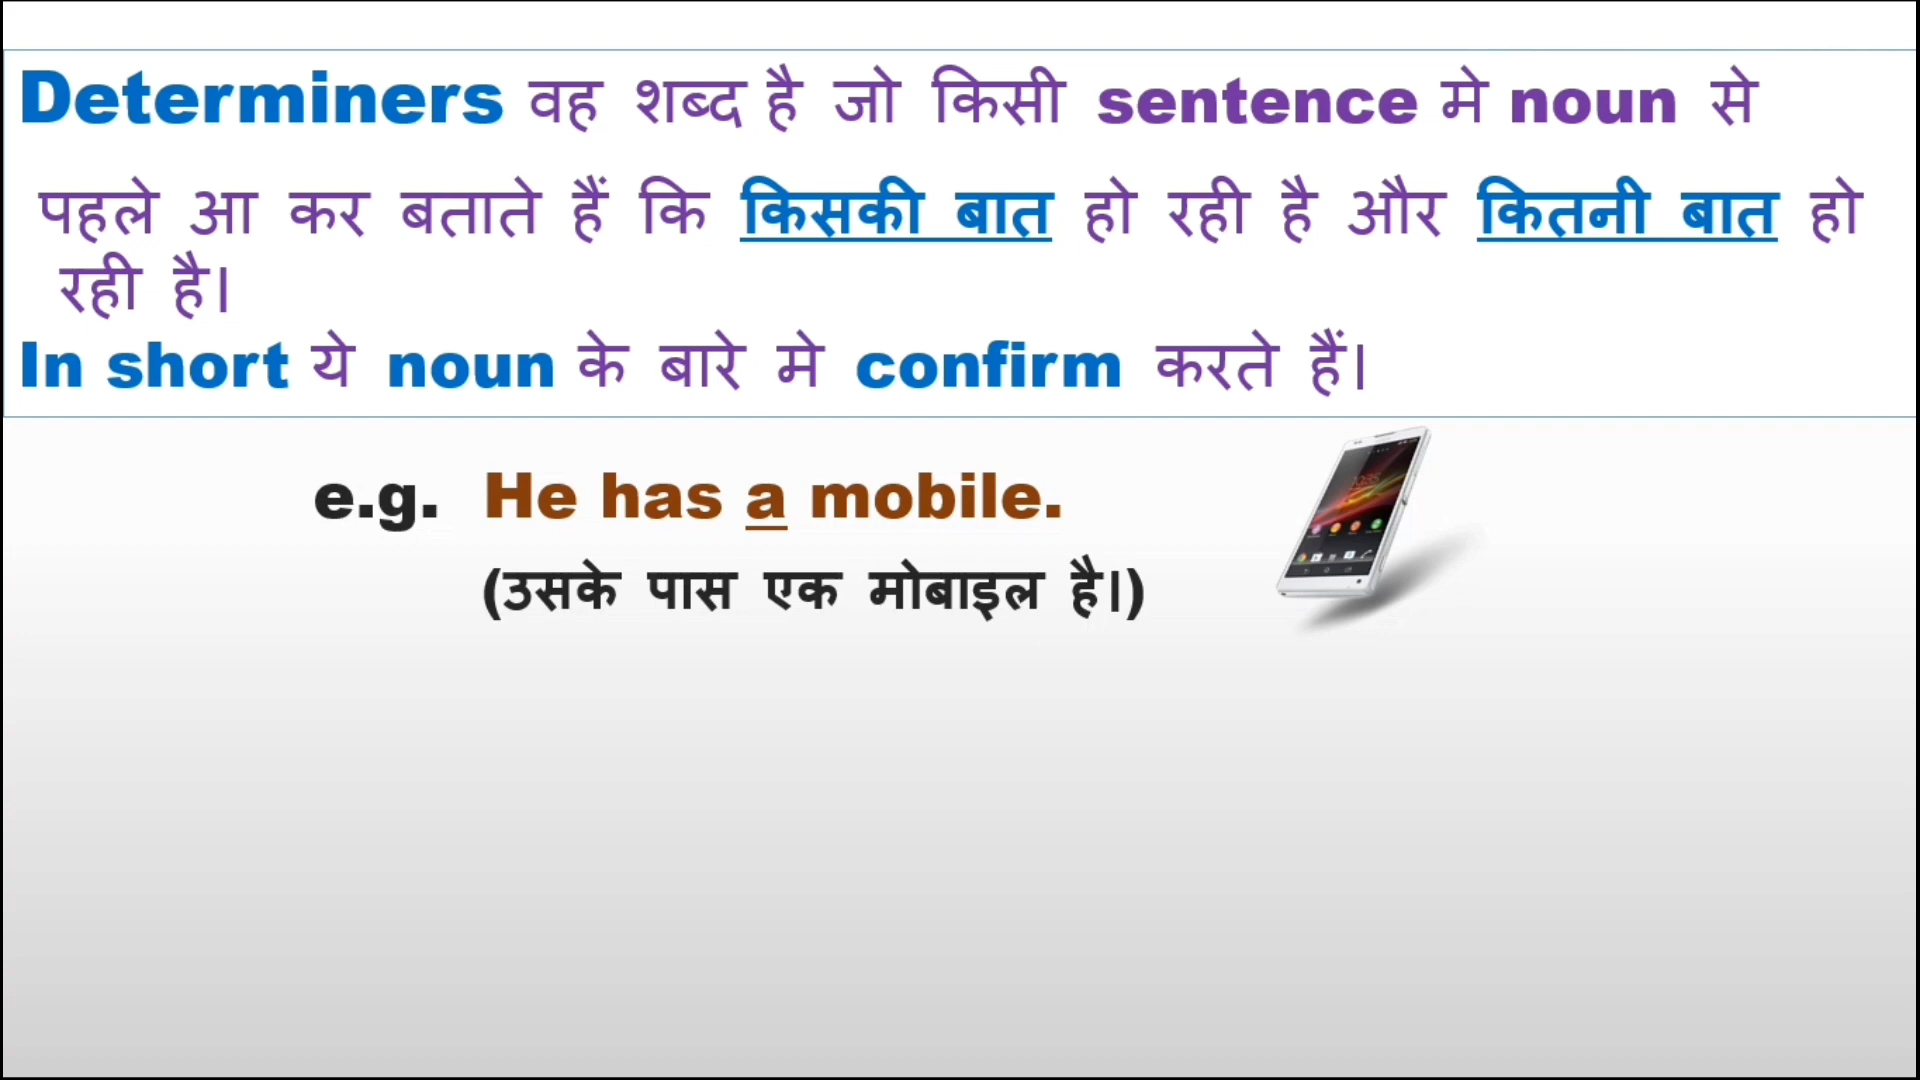 Determiners वह शब्द है जो किसी sentence मे noun से
पहले आ कर बताते हैं कि किसकी बात हो रही है और कितनी बात हो
रही है।
In short ये noun के बारे मे confirm करते हैं।
e.g. He has a mobile.
(उसके पास एक मोबाइल है।)